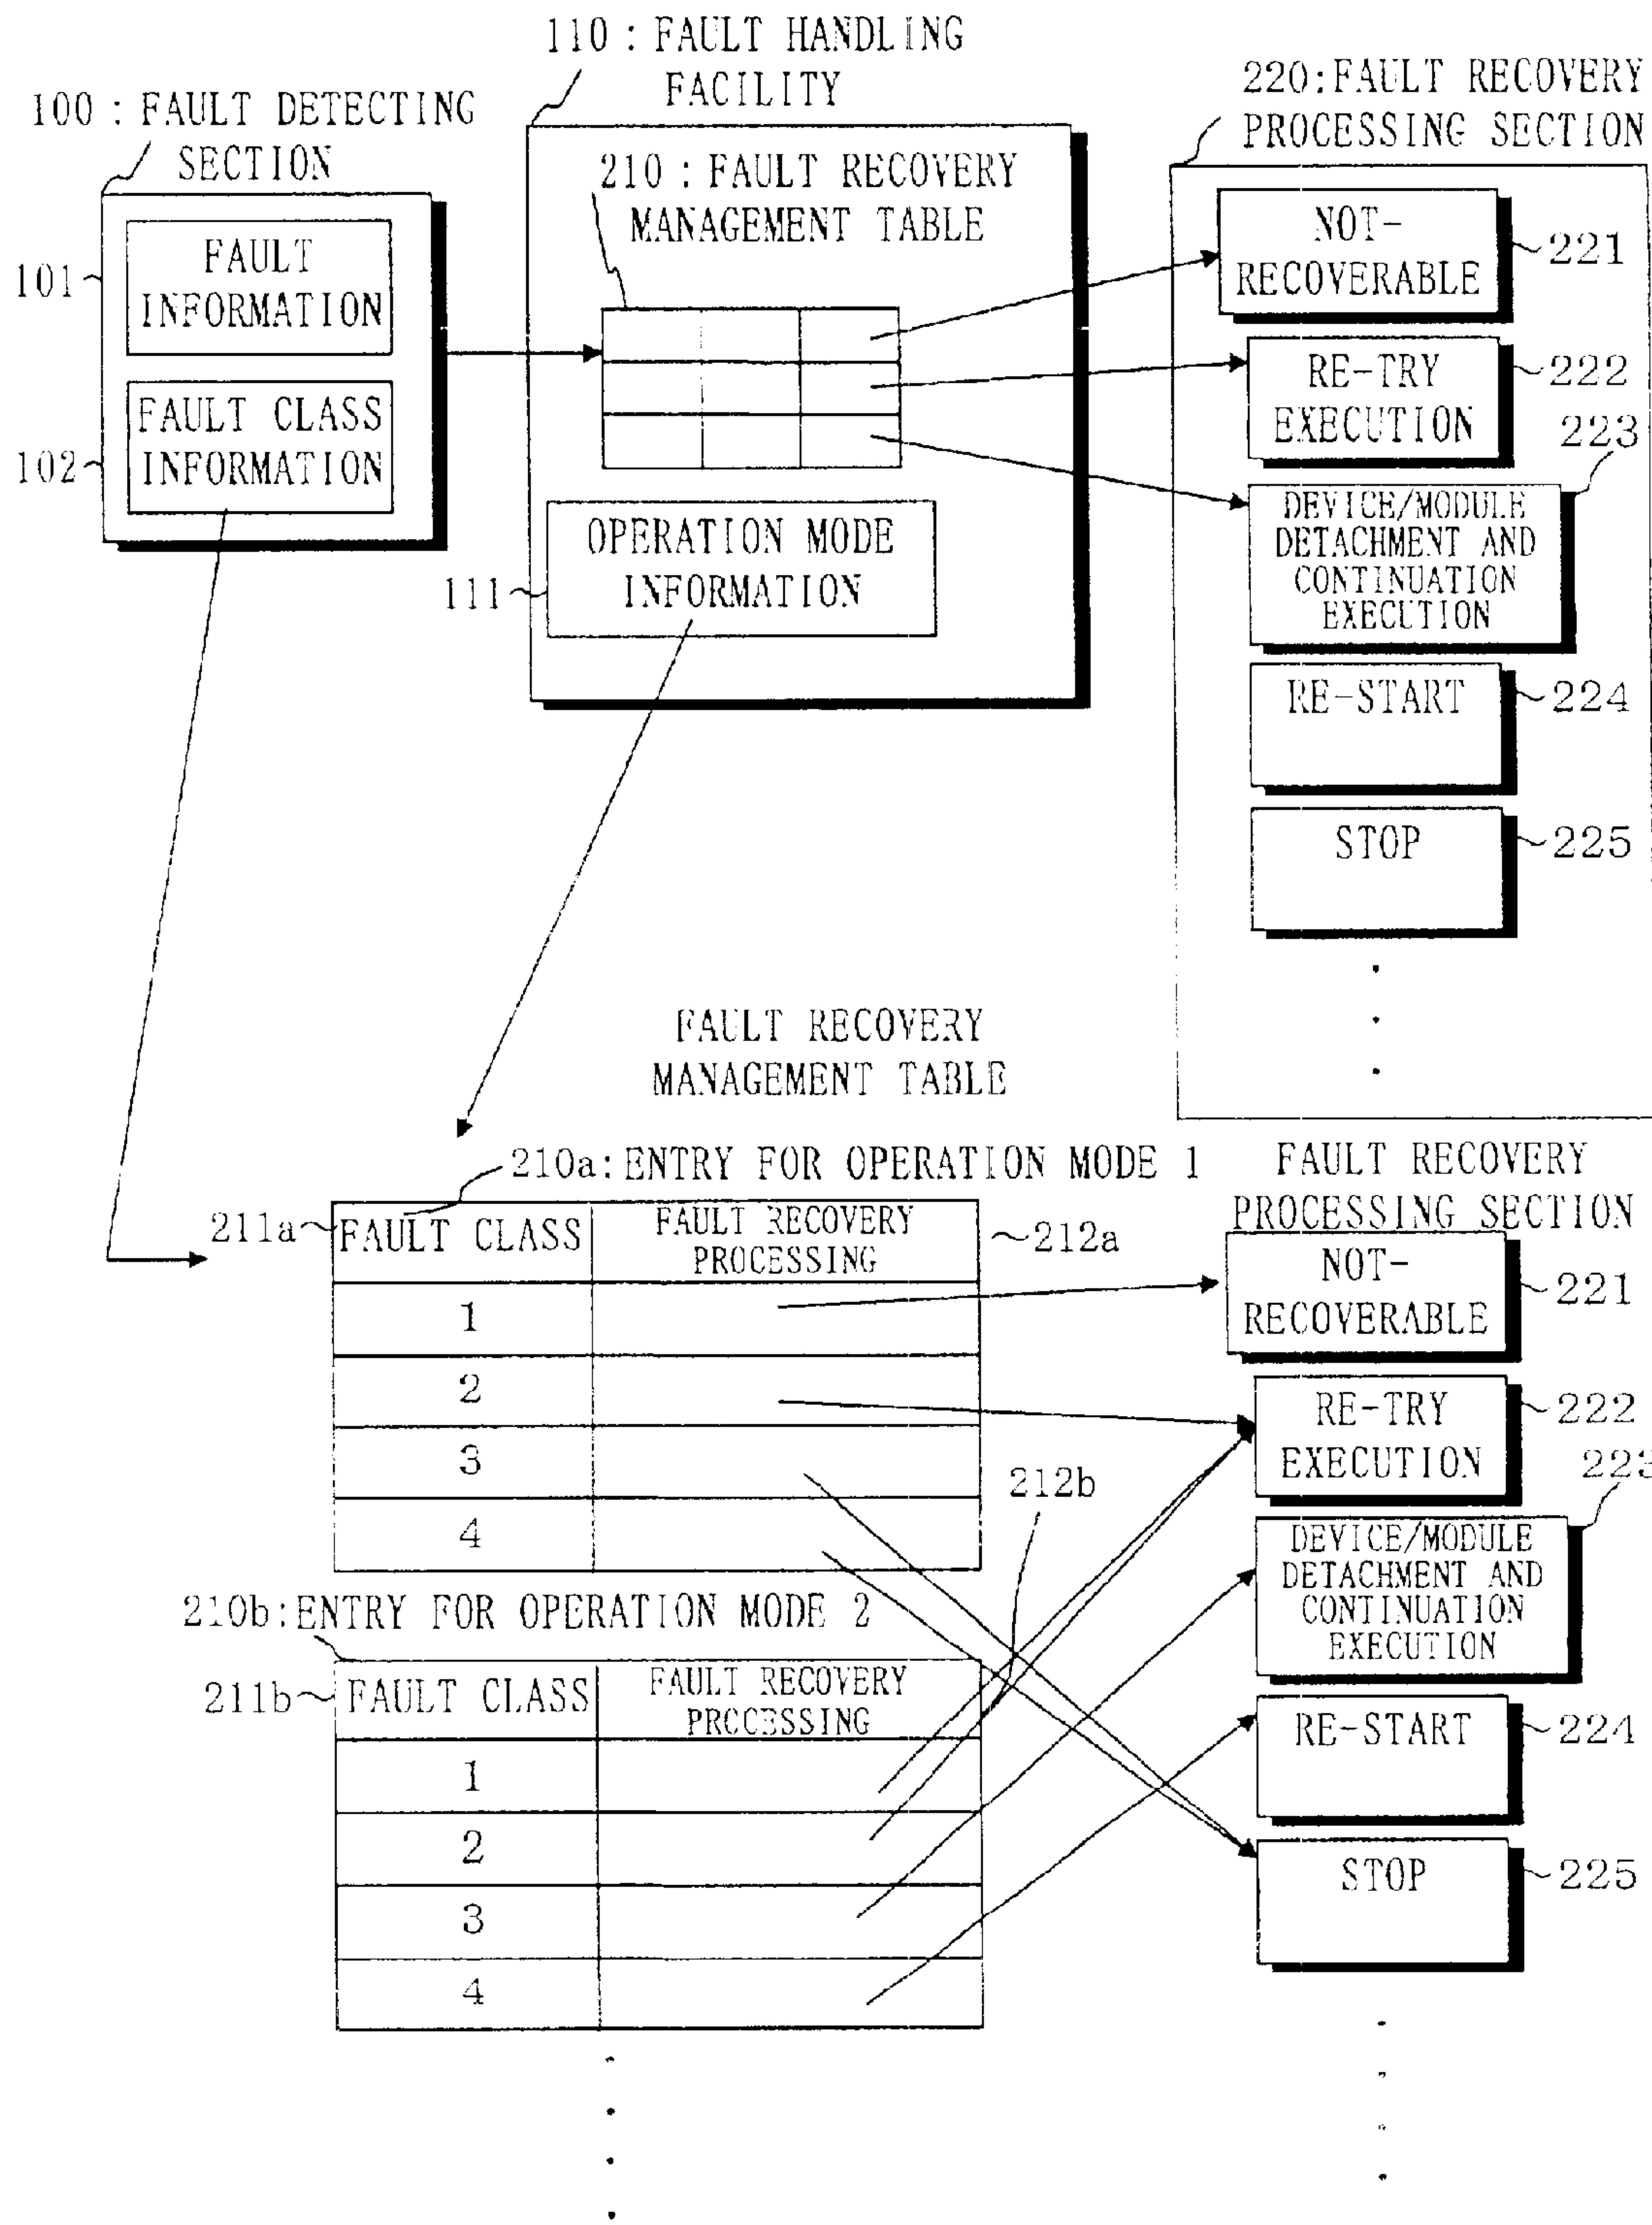 110 : FAULT HANDLING
FACILITY
100 : FAULT DETECTING
SECTION
220:FAULT RECOVERY
PROCESSING SECTION
210 : FAULT RECOVERY
MANAGEMENT TABLE
101
FAULT
INFORMATION
102
FAULT CLASS
INFORMATION
111
OPERATION MODE
INFORMATION
NOT-
RECOVERABLE
221
RE-TRY
EXECUTION
222
223
DEVICE/MODULE
DETACHMENT AND
CONTINUATION
EXECUTION
RE-START
224
STOP
225
FAULT RECOVERY
MANAGEMENT TABLE
210a:ENTRY FOR OPERATION MODE 1
211a
FAULT CLASS
FAULT RECOVERY
PROCESSING
212a
1
2
3
4
212b
210b:ENTRY FOR OPERATION MODE 2
211b
FAULT CLASS
FAULT RECOVERY
PROCESSING
1
2
3
4
FAULT RECOVERY
PROCESSING SECTION
NOT-
RECOVERABLE
221
RE-TRY
EXECUTION
222
223
DEVICE/MODULE
DETACHMENT AND
CONTINUATION
EXECUTION
RE-START
224
STOP
225